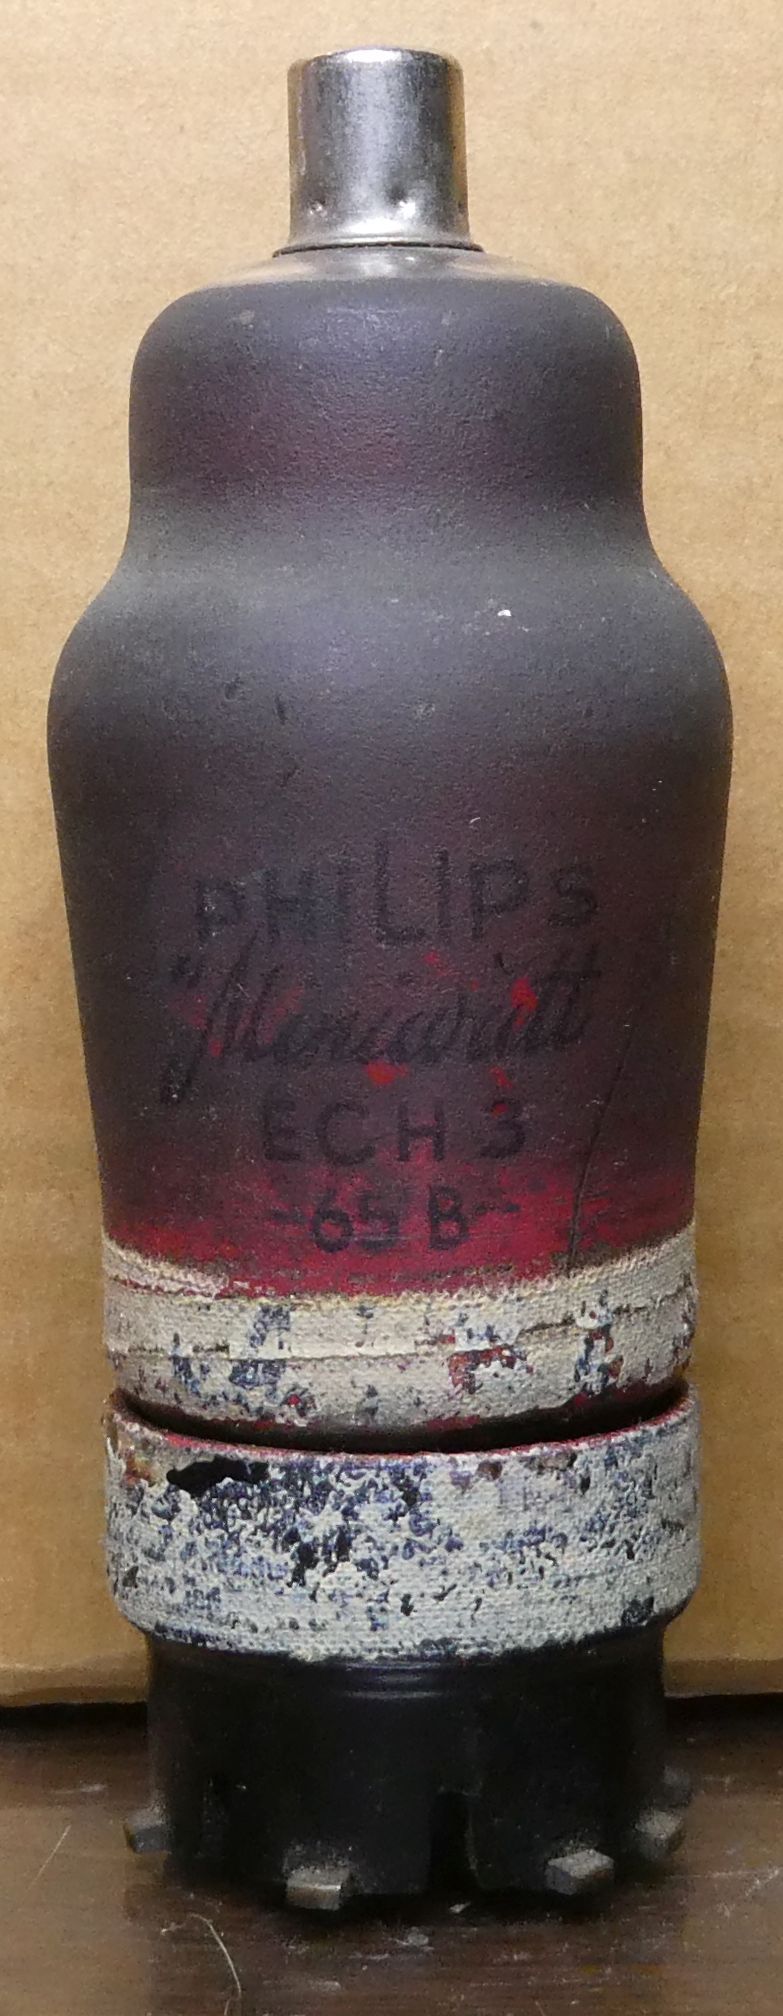 PHILIPS
"Miniwatt"
ECH3
-65B-